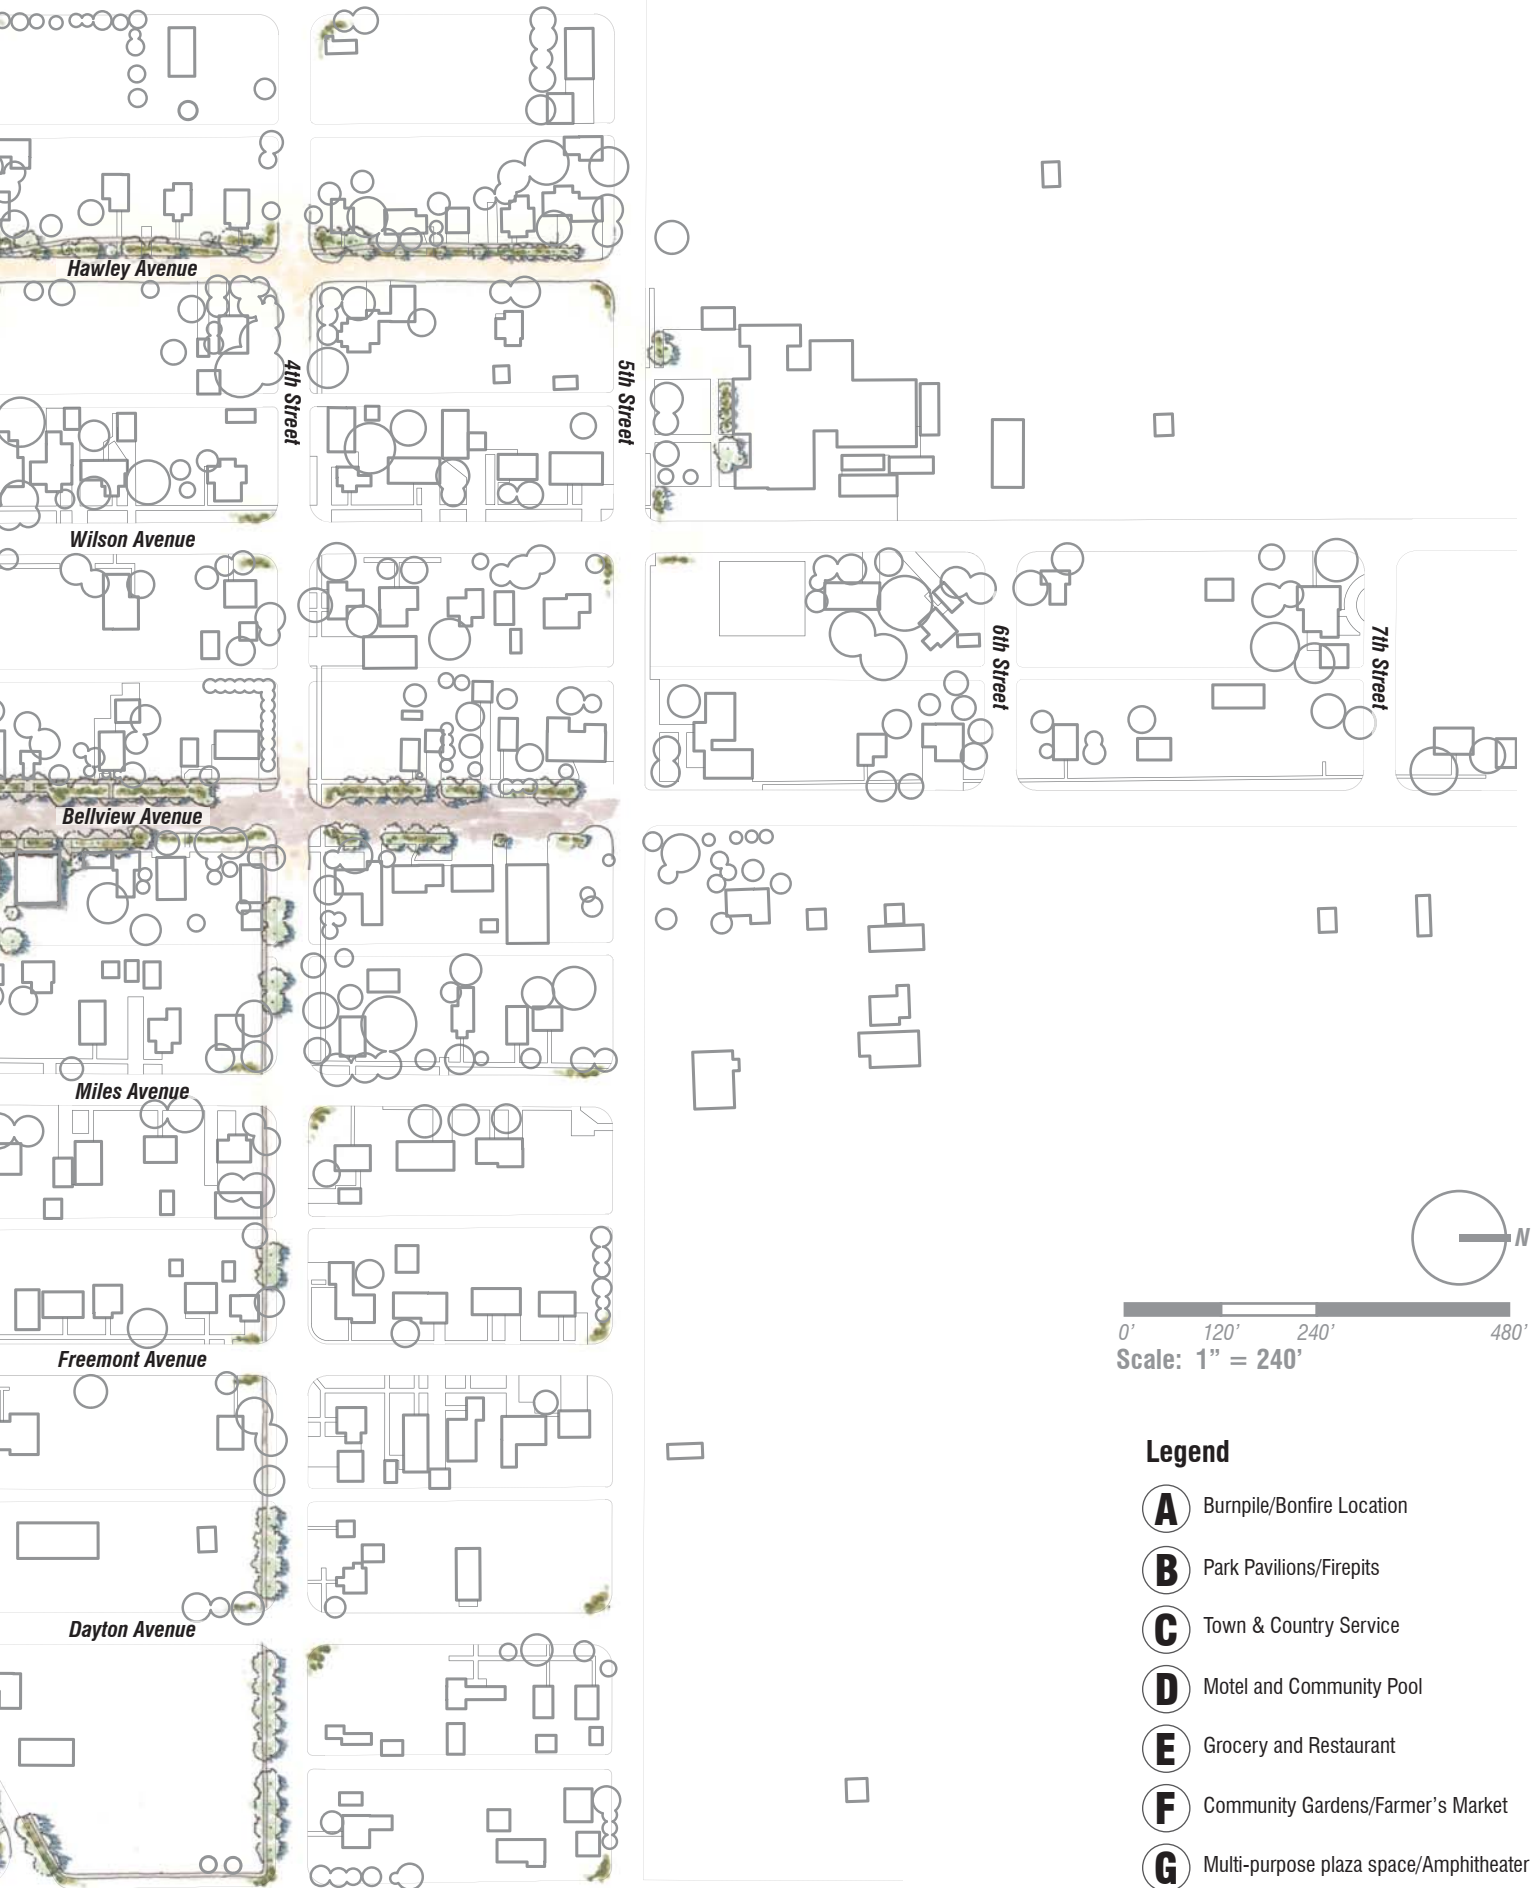 Hawley Avenue
4th Street
5th Street
Wilson Avenue
6th Street
7th Street
Bellview Avenue
Miles Avenue
N
0’ 120’ 240’ 480’
Scale: 1” = 240’
Freemont Avenue
Dayton Avenue
Legend
A Burnpile/Bonfire Location
B Park Pavilions/Firepits
C Town & Country Service
D Motel and Community Pool
E Grocery and Restaurant
F Community Gardens/Farmer’s Market
G Multi-purpose plaza space/Amphitheater